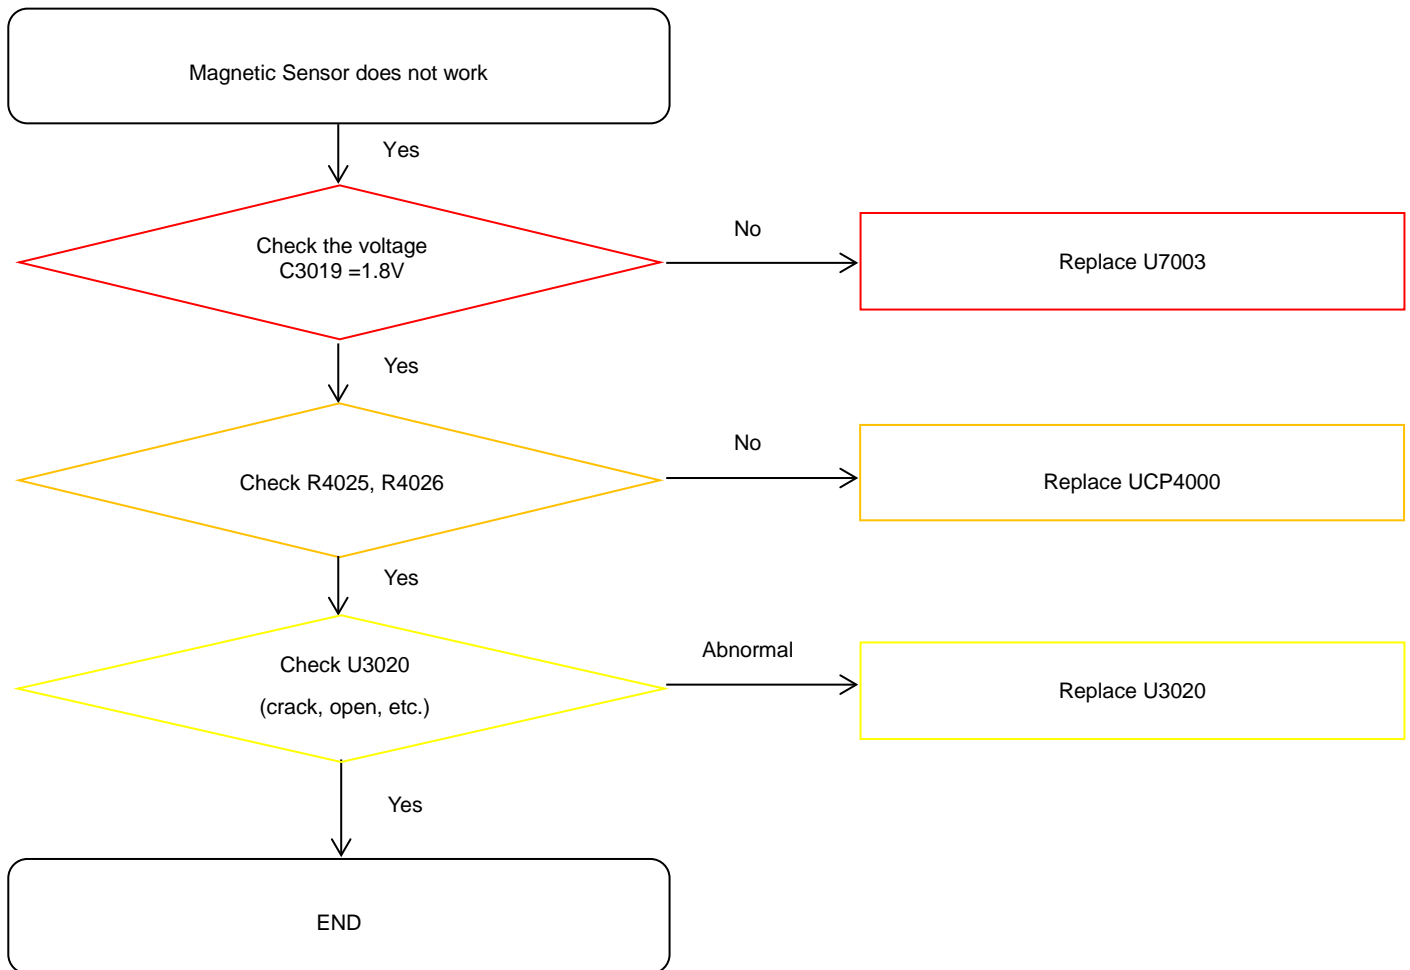 Magnetic Sensor does not work
Yes
Check the voltage
C3019 =1.8V
No
Replace U7003
Yes
Check R4025, R4026
No
Replace UCP4000
Yes
Check U3020
(crack, open, etc.)
Abnormal
Replace U3020
Yes
END